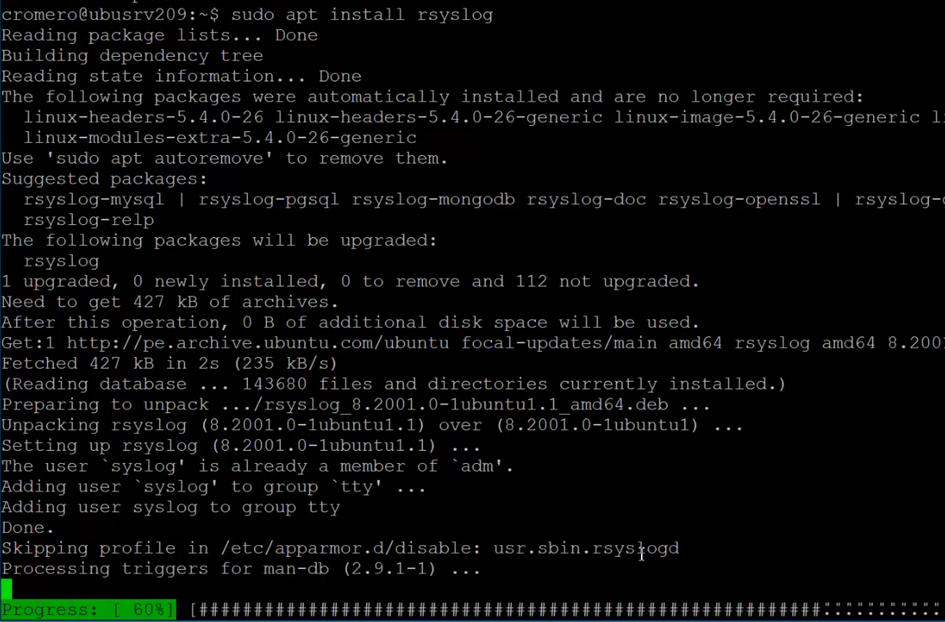 cromero@ubusrv209:~$ sudo apt install rsyslog
Reading package lists... Done
Building dependency tree
Reading state information... Done
The following packages were automatically installed and are no longer required:
  linux-headers-5.4.0-26 linux-headers-5.4.0-26-generic linux-image-5.4.0-26-generic li
  linux-modules-extra-5.4.0-26-generic
Use 'sudo apt autoremove' to remove them.
Suggested packages:
  rsyslog-mysql | rsyslog-pgsql rsyslog-mongodb rsyslog-doc rsyslog-openssl | rsyslog-
  rsyslog-relp
The following packages will be upgraded:
  rsyslog
1 upgraded, 0 newly installed, 0 to remove and 112 not upgraded.
Need to get 427 kB of archives.
After this operation, 0 B of additional disk space will be used.
Get:1 http://pe.archive.ubuntu.com/ubuntu focal-updates/main amd64 rsyslog amd64 8.2001
Fetched 427 kB in 2s (235 kB/s)
(Reading database ... 143680 files and directories currently installed.)
Preparing to unpack .../rsyslog_8.2001.0-1ubuntu1.1_amd64.deb ...
Unpacking rsyslog (8.2001.0-1ubuntu1.1) over (8.2001.0-1ubuntu1) ...
Setting up rsyslog (8.2001.0-1ubuntu1.1) ...
The user `syslog' is already a member of `adm'.
Adding user `syslog' to group `tty' ...
Adding user syslog to group tty
Done.
Skipping profile in /etc/apparmor.d/disable: usr.sbin.rsyslogd
Processing triggers for man-db (2.9.1-1) ...
Progress: [ 60%] [##########################################################...........